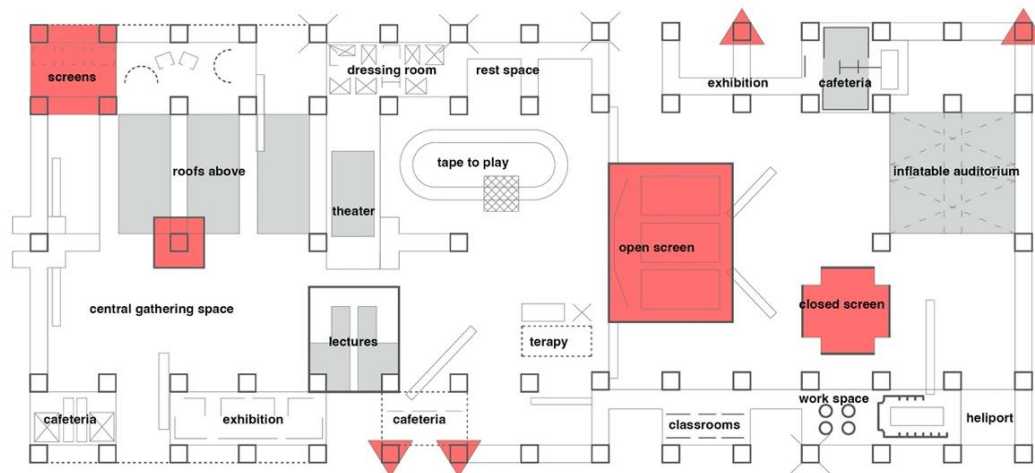 screens
dressing room
rest space
exhibition
cafeteria
roofs above
tape to play
inflatable auditorium
theater
open screen
central gathering space
closed screen
lectures
terapy
cafeteria
exhibition
cafeteria
classrooms
work space
heliport